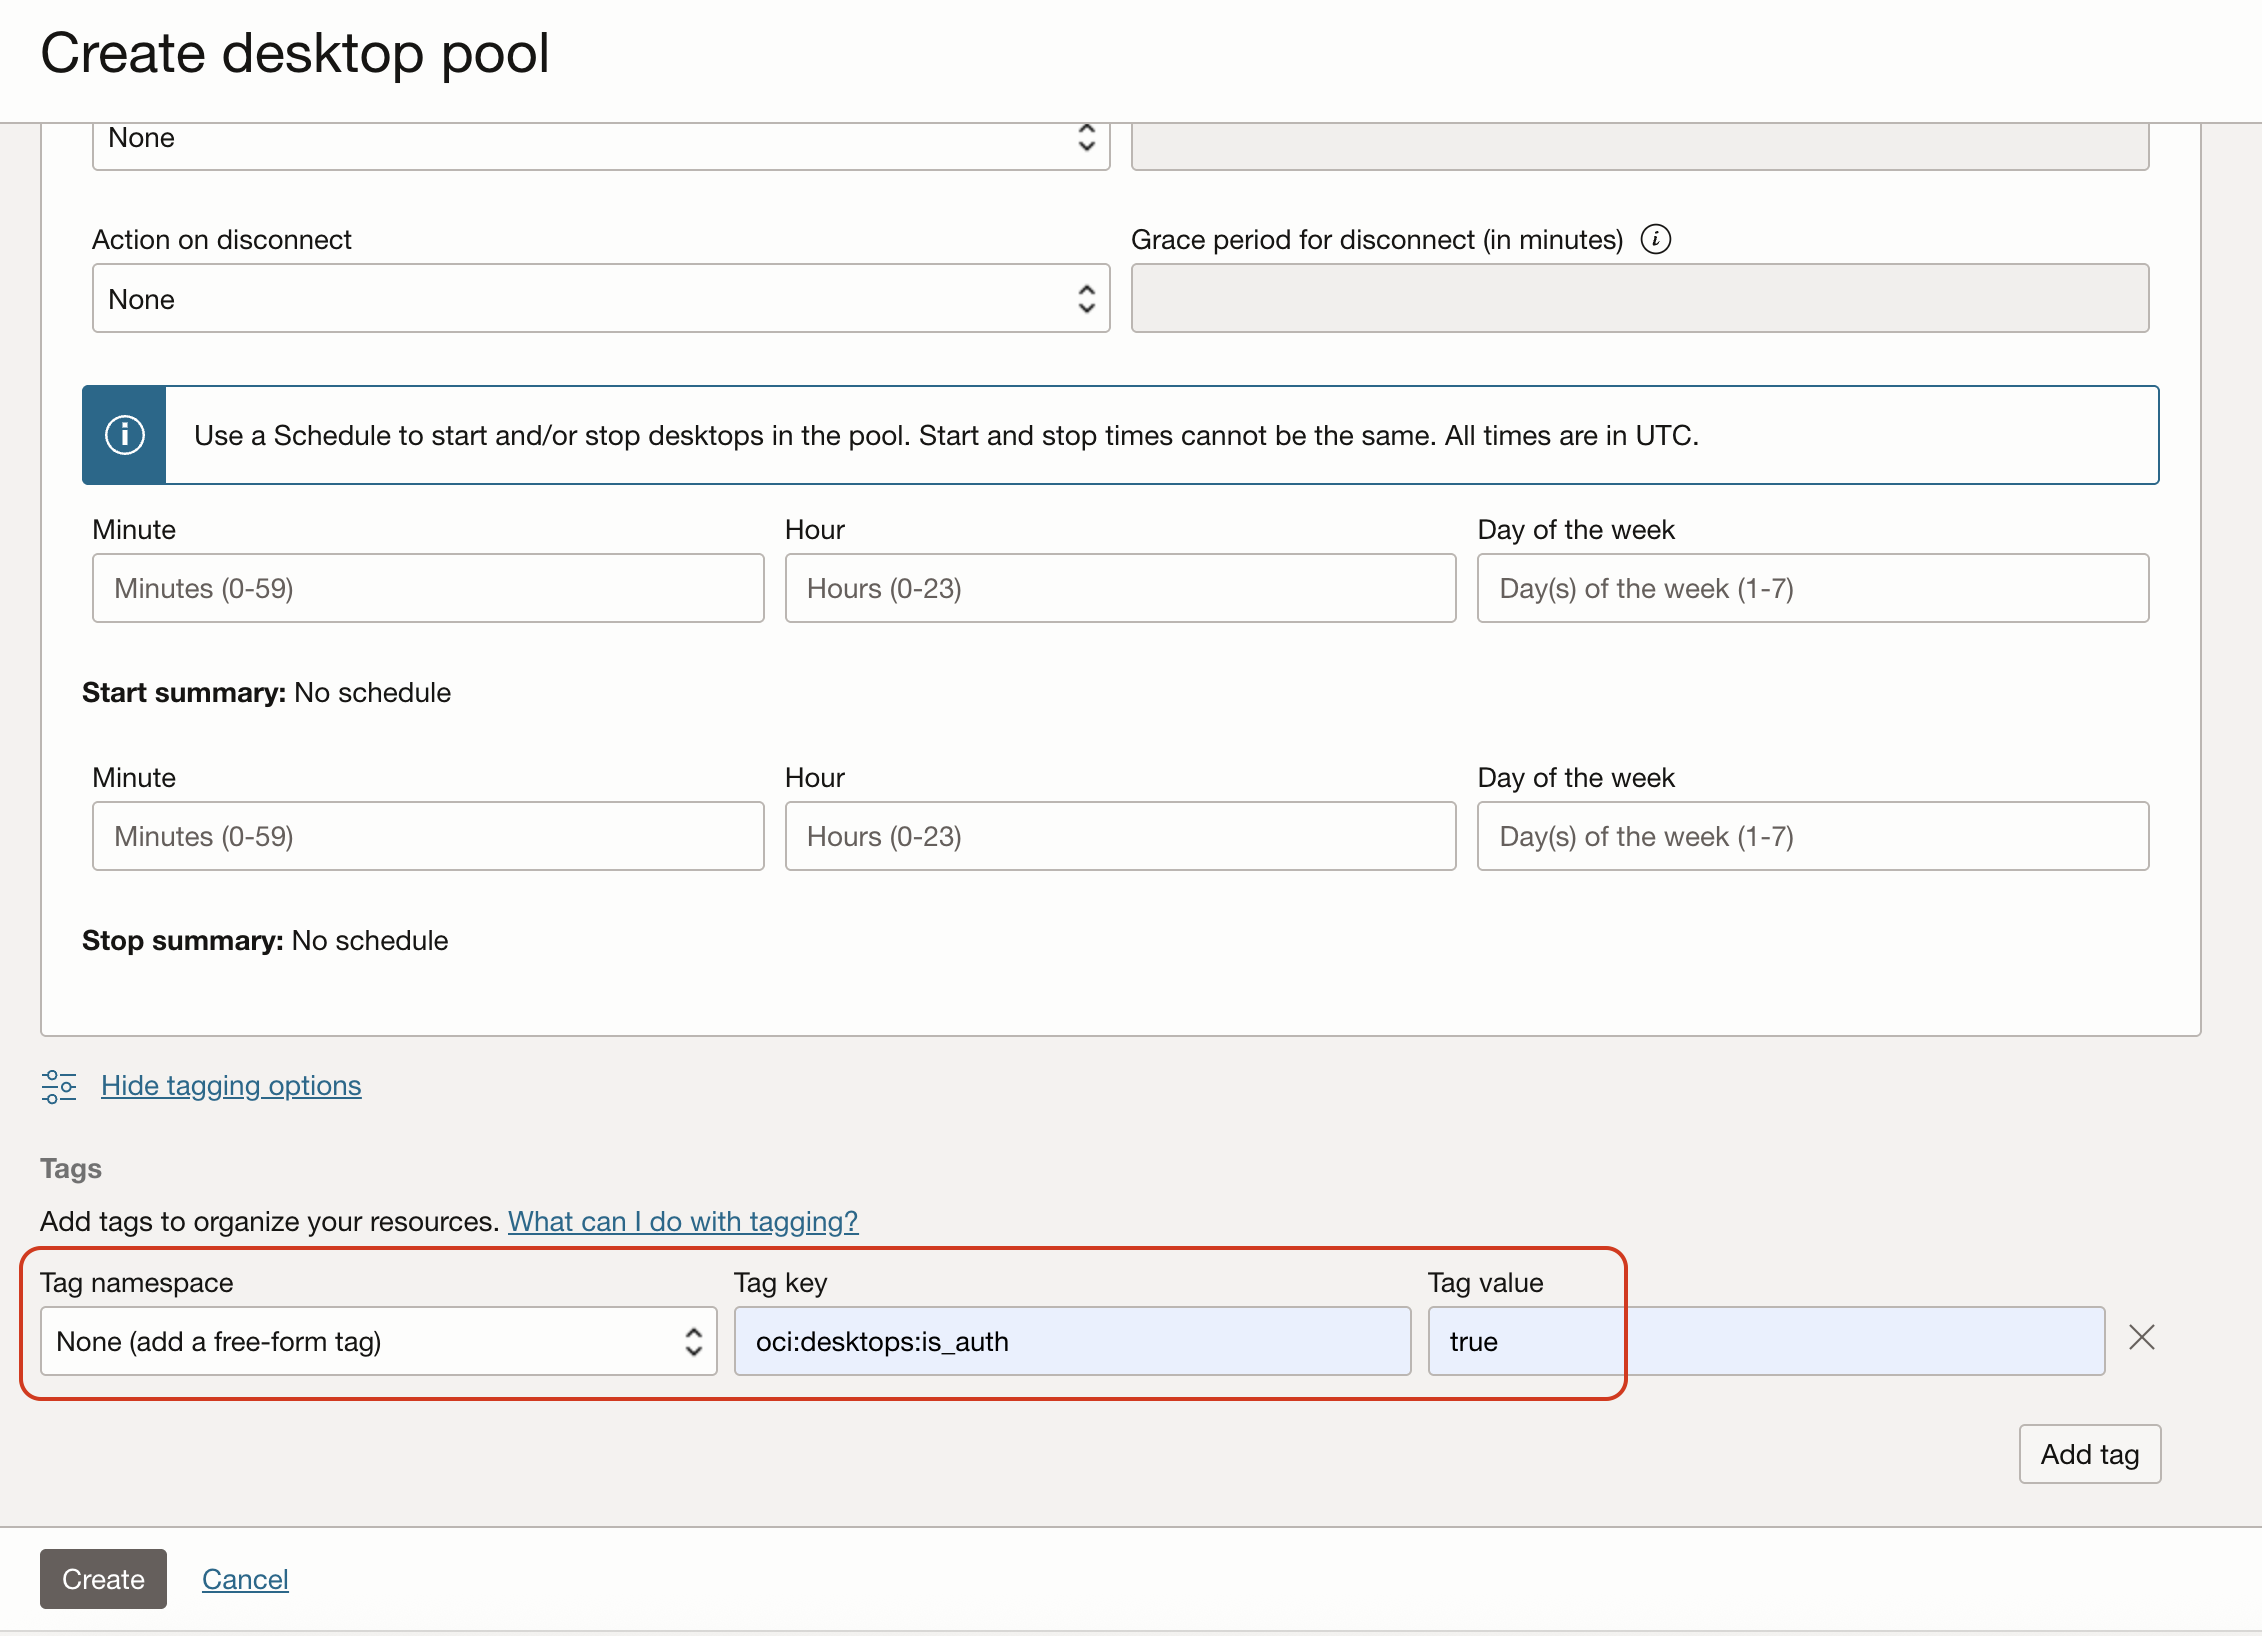 Create desktop pool
None
Action on disconnect
Grace period for disconnect (in minutes)
None
Use a Schedule to start and/or stop desktops in the pool. Start and stop times cannot be the same. All times are in UTC.
Minute
Hour
Day of the week
Minutes (0-59)
Hours (0-23)
Day(s) of the week (1-7)
Start summary: No schedule
Minute
Hour
Day of the week
Minutes (0-59)
Hours (0-23)
Day(s) of the week (1-7)
Stop summary: No schedule
Hide tagging options
Tags
Add tags to organize your resources. What can I do with tagging?
Tag namespace
Tag key
Tag value
None (add a free-form tag)
oci:desktops:is_auth
true
Add tag
Create
Cancel